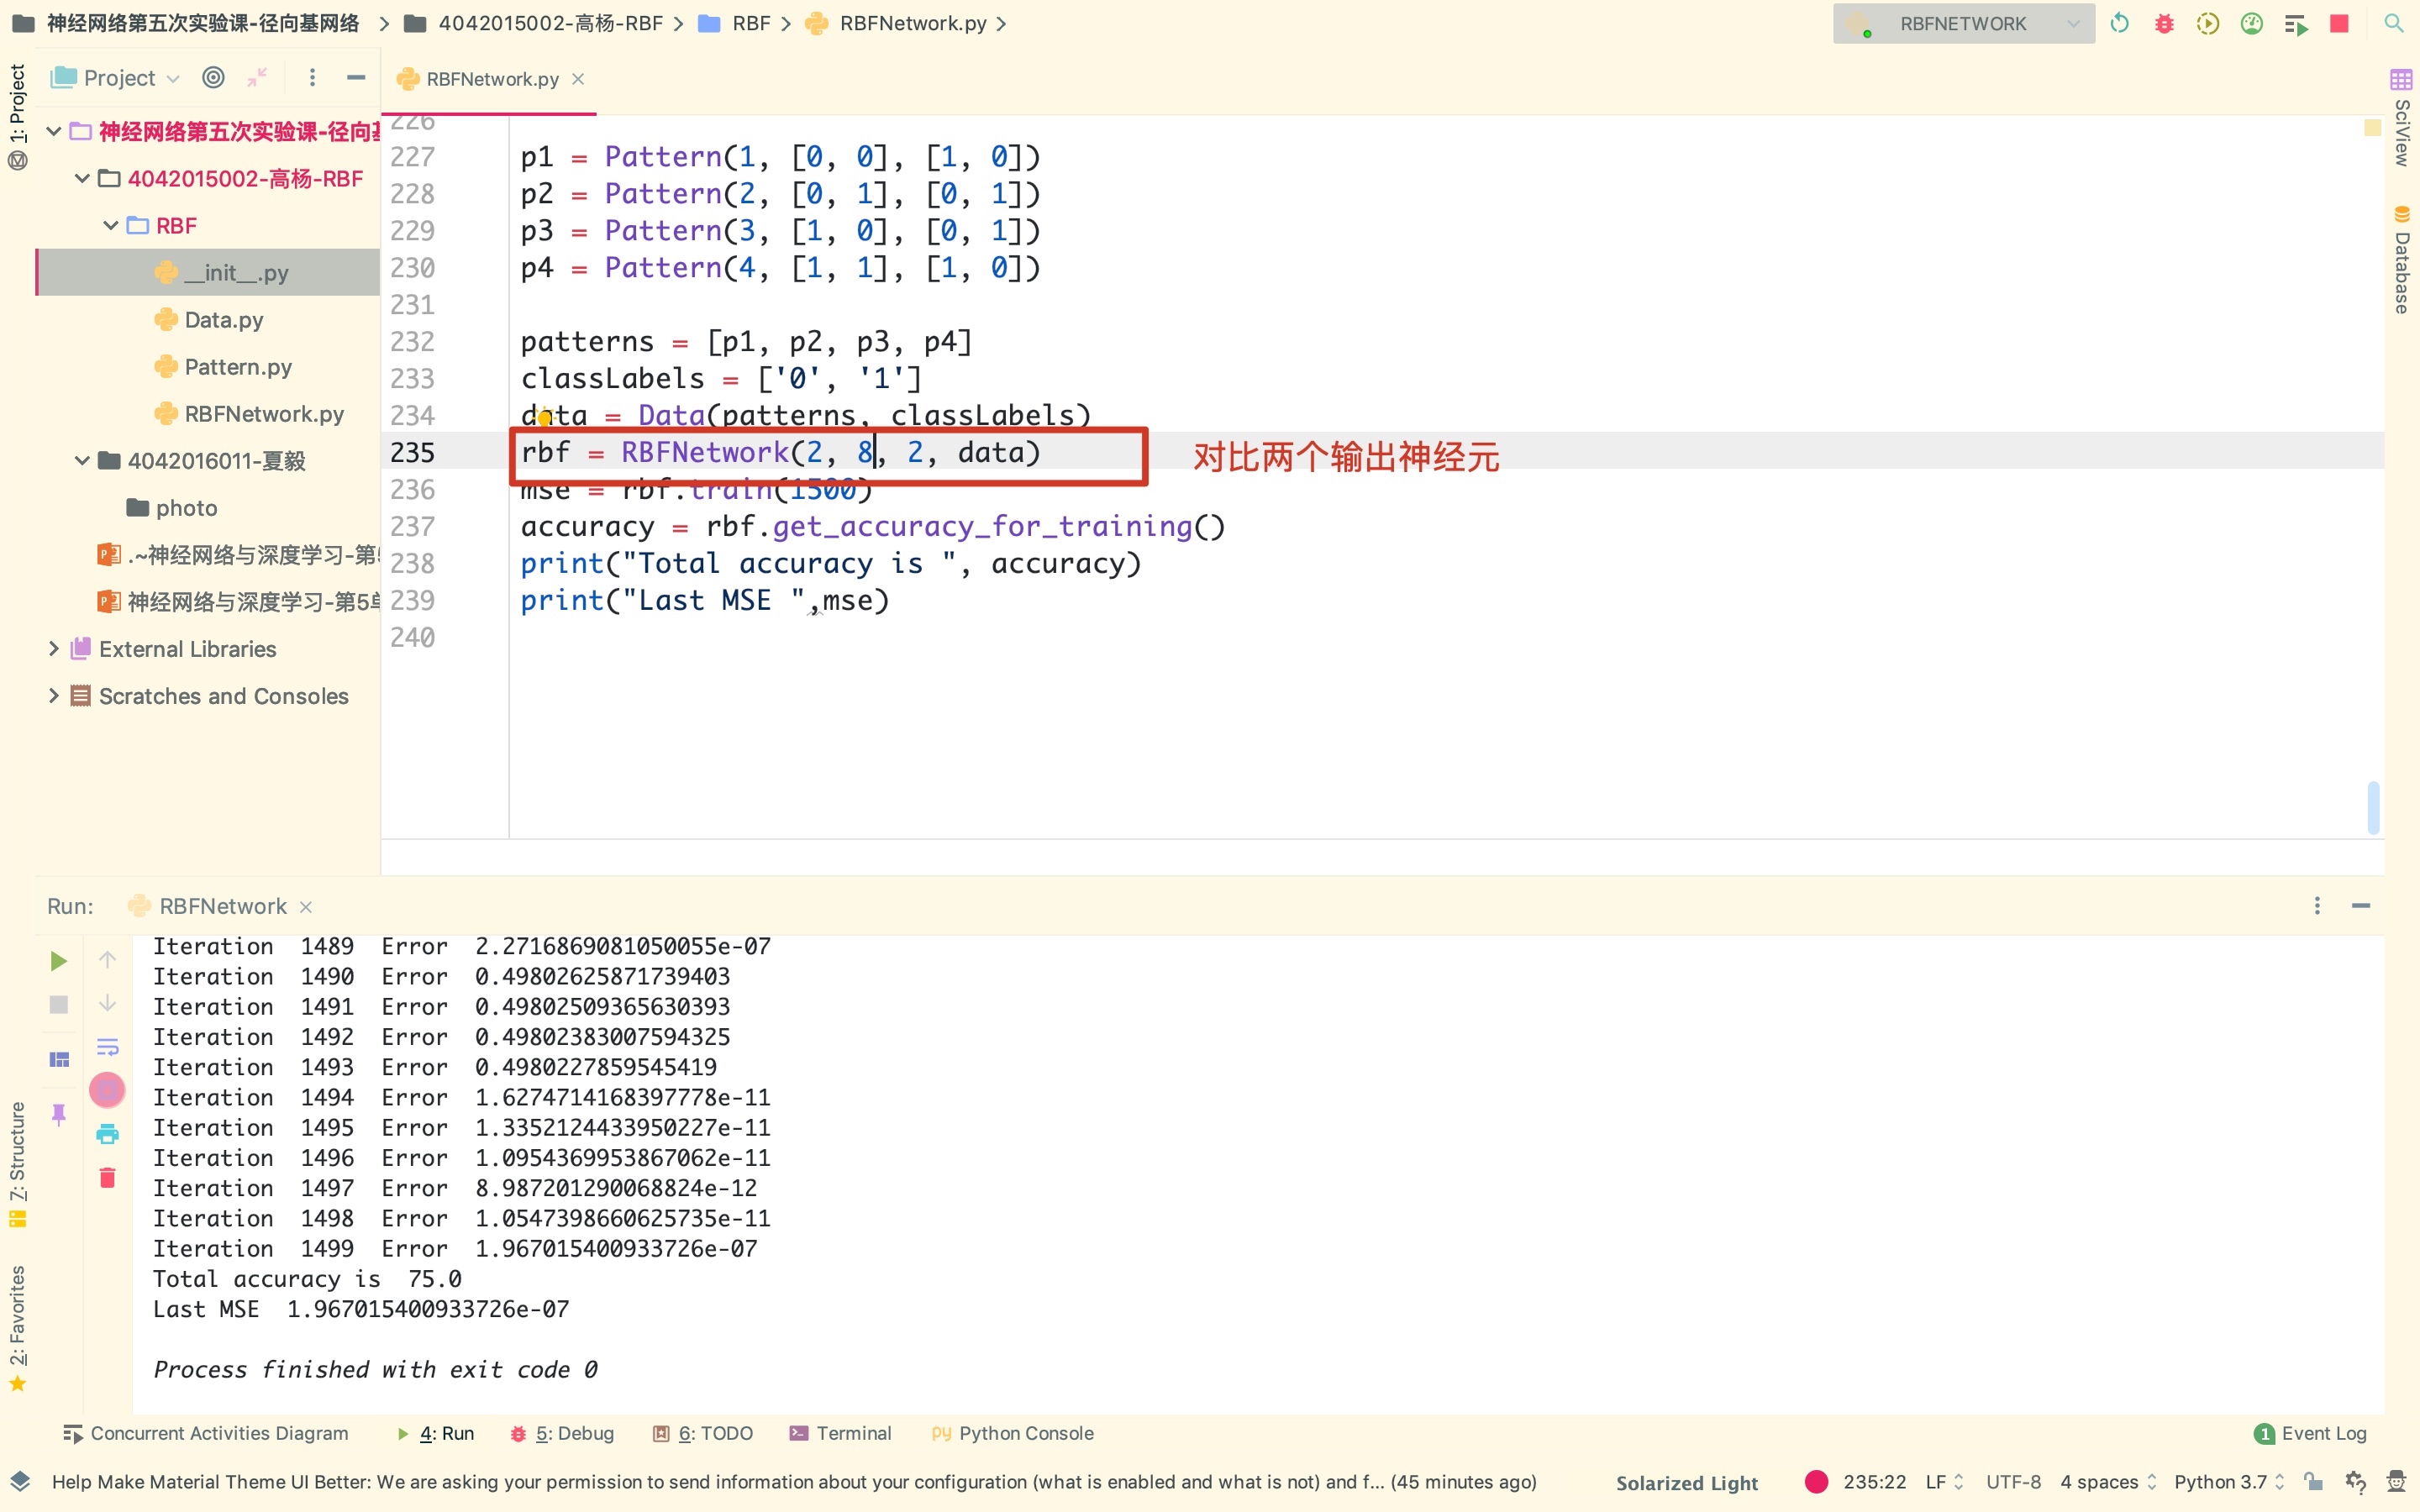 神经网络第五次实验课-径向基网络 4042015002-高杨-RBF RBF RBFNetwork.py RBFNETWORK
Project
RBFNetwork.py
1: Project
神经网络第五次实验课-径向基
4042015002-高杨-RBF
RBF
__init__.py
Data.py
Pattern.py
RBFNetwork.py
4042016011-夏毅
photo
.~神经网络与深度学习-第5
神经网络与深度学习-第5单
External Libraries
Scratches and Consoles
226
227 p1 = Pattern(1, [0, 0], [1, 0])
228 p2 = Pattern(2, [0, 1], [0, 1])
229 p3 = Pattern(3, [1, 0], [0, 1])
230 p4 = Pattern(4, [1, 1], [1, 0])
231
232 patterns = [p1, p2, p3, p4]
233 classLabels = ['0', '1']
234 data = Data(patterns, classLabels)
235 rbf = RBFNetwork(2, 8, 2, data) 对比两个输出神经元
236 mse = rbf.train(1500)
237 accuracy = rbf.get_accuracy_for_training()
238 print("Total accuracy is ", accuracy)
239 print("Last MSE ",mse)
240
SciView
Database
Run: RBFNetwork
Iteration 1489 Error 2.2716869081050055e-07
Iteration 1490 Error 0.49802625871739403
Iteration 1491 Error 0.49802509365630393
Iteration 1492 Error 0.49802383007594325
Iteration 1493 Error 0.4980227859545419
Iteration 1494 Error 1.6274714168397778e-11
Iteration 1495 Error 1.3352124433950227e-11
Iteration 1496 Error 1.0954369953867062e-11
Iteration 1497 Error 8.987201290068824e-12
Iteration 1498 Error 1.0547398660625735e-11
Iteration 1499 Error 1.967015400933726e-07
Total accuracy is 75.0
Last MSE 1.967015400933726e-07
Process finished with exit code 0
7: Structure
2: Favorites
Concurrent Activities Diagram 4: Run 5: Debug 6: TODO Terminal Python Console 1 Event Log
Help Make Material Theme UI Better: We are asking your permission to send information about your configuration (what is enabled and what is not) and f... (45 minutes ago) Solarized Light 235:22 LF UTF-8 4 spaces Python 3.7